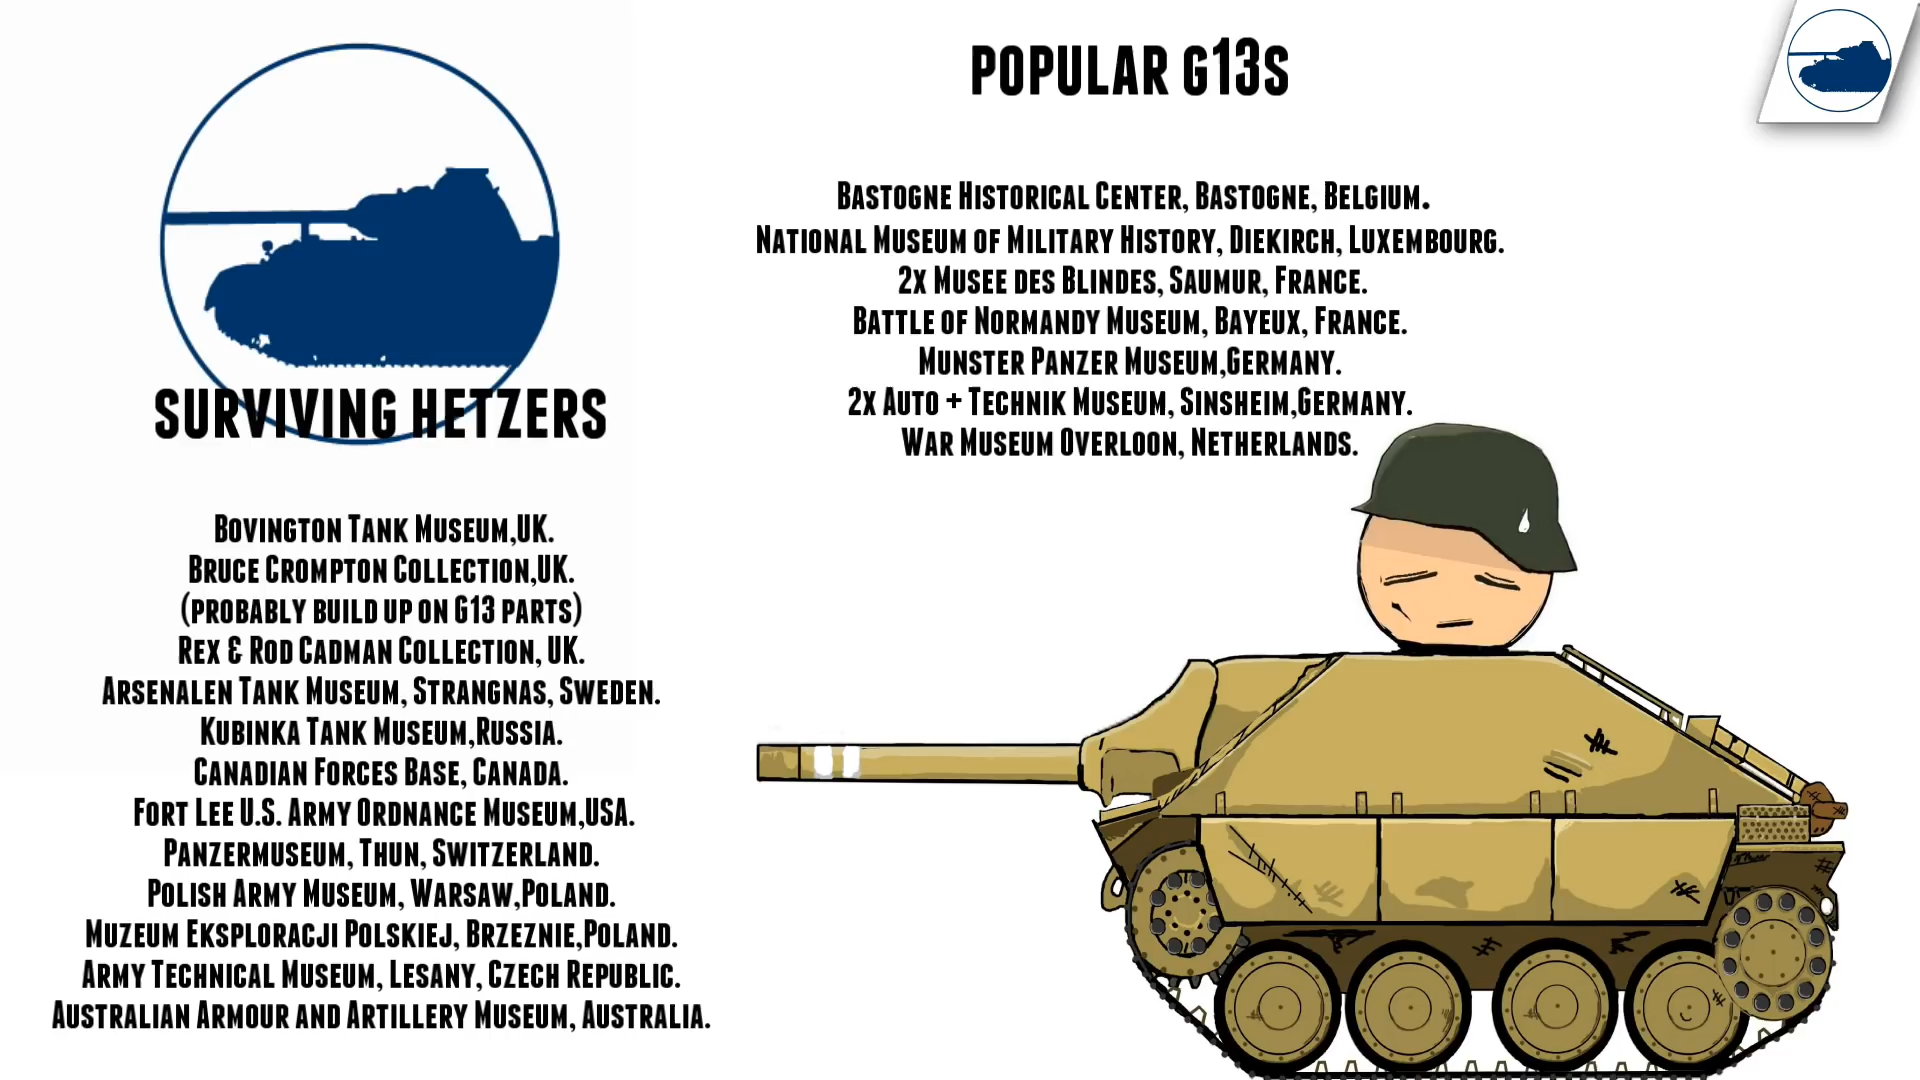 SURVIVING HETZERS
BOVINGTON TANK MUSEUM,UK.
BRUCE CROMPTON COLLECTION,UK.
(PROBABLY BUILD UP ON G13 PARTS)
REX & ROD CADMAN COLLECTION, UK.
ARSENALEN TANK MUSEUM, STRANGNAS, SWEDEN.
KUBINKA TANK MUSEUM,RUSSIA.
CANADIAN FORCES BASE, CANADA.
FORT LEE U.S. ARMY ORDNANCE MUSEUM,USA.
PANZERMUSEUM, THUN, SWITZERLAND.
POLISH ARMY MUSEUM, WARSAW,POLAND.
MUZEUM EKSPLORACJI POLSKIEJ, BRZEZNIE,POLAND.
ARMY TECHNICAL MUSEUM, LESANY, CZECH REPUBLIC.
AUSTRALIAN ARMOUR AND ARTILLERY MUSEUM, AUSTRALIA.
POPULAR G13S
BASTOGNE HISTORICAL CENTER, BASTOGNE, BELGIUM.
NATIONAL MUSEUM OF MILITARY HISTORY, DIEKIRCH, LUXEMBOURG.
2X MUSEE DES BLINDES, SAUMUR, FRANCE.
BATTLE OF NORMANDY MUSEUM, BAYEUX, FRANCE.
MUNSTER PANZER MUSEUM,GERMANY.
2X AUTO + TECHNIK MUSEUM, SINSHEIM,GERMANY.
WAR MUSEUM OVERLOON, NETHERLANDS.